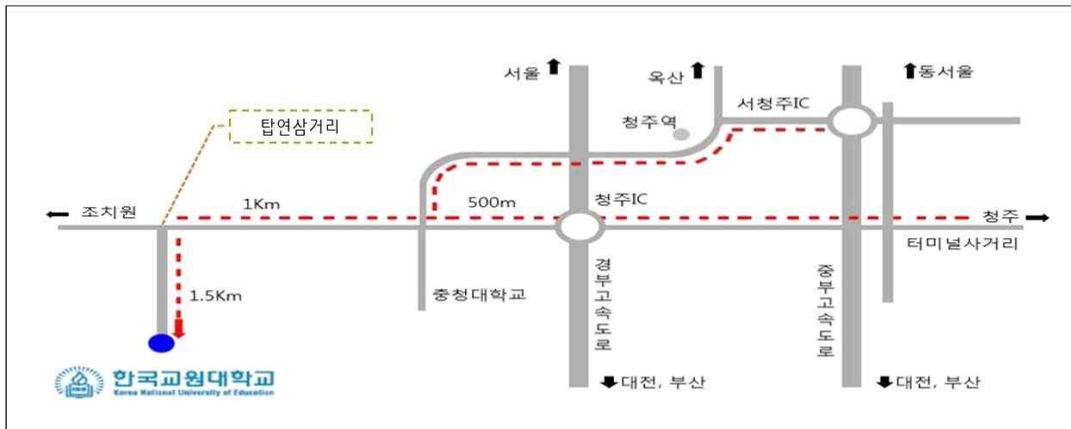 서울
옥산
동서울
서청주IC
탑연삼거리
청주역
조치원
1Km
500m
청주IC
청주
터미널사거리
1.5Km
충청대학교
경부고속도로
중부고속도로
한국교원대학교
Korea National University of Education
대전, 부산
대전, 부산